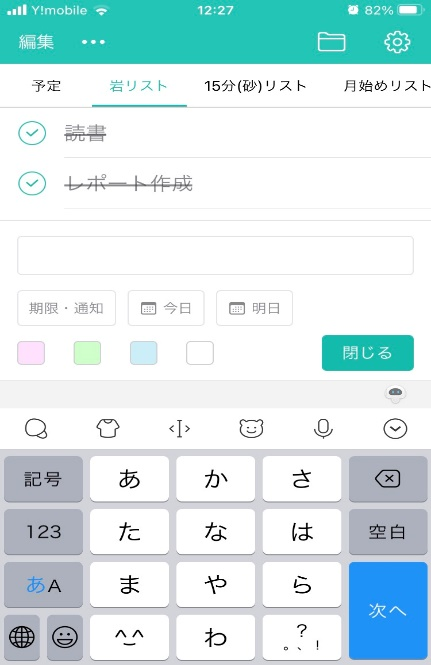 Y!mobile 12:27 82%
編集 •••
予定 岩リスト 15分(砂)リスト 月始めリスト
読書
レポート作成
期限・通知 今日 明日
閉じる
記号 あ か さ
123 た な は 空白
あA ま や ら 次へ
^_^ わ ?。、!